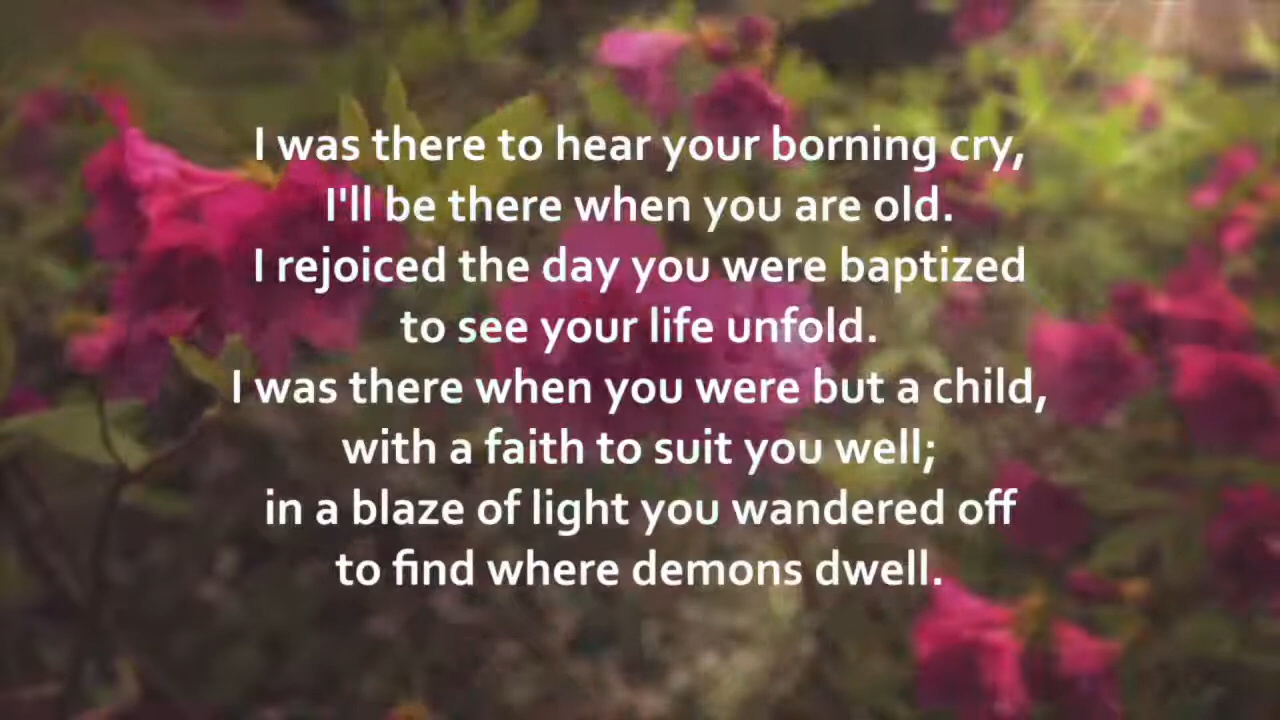 I was there to hear your borning cry,
I'll be there when you are old.
I rejoiced the day you were baptized
to see your life unfold.
I was there when you were but a child,
with a faith to suit you well;
in a blaze of light you wandered off
to find where demons dwell.